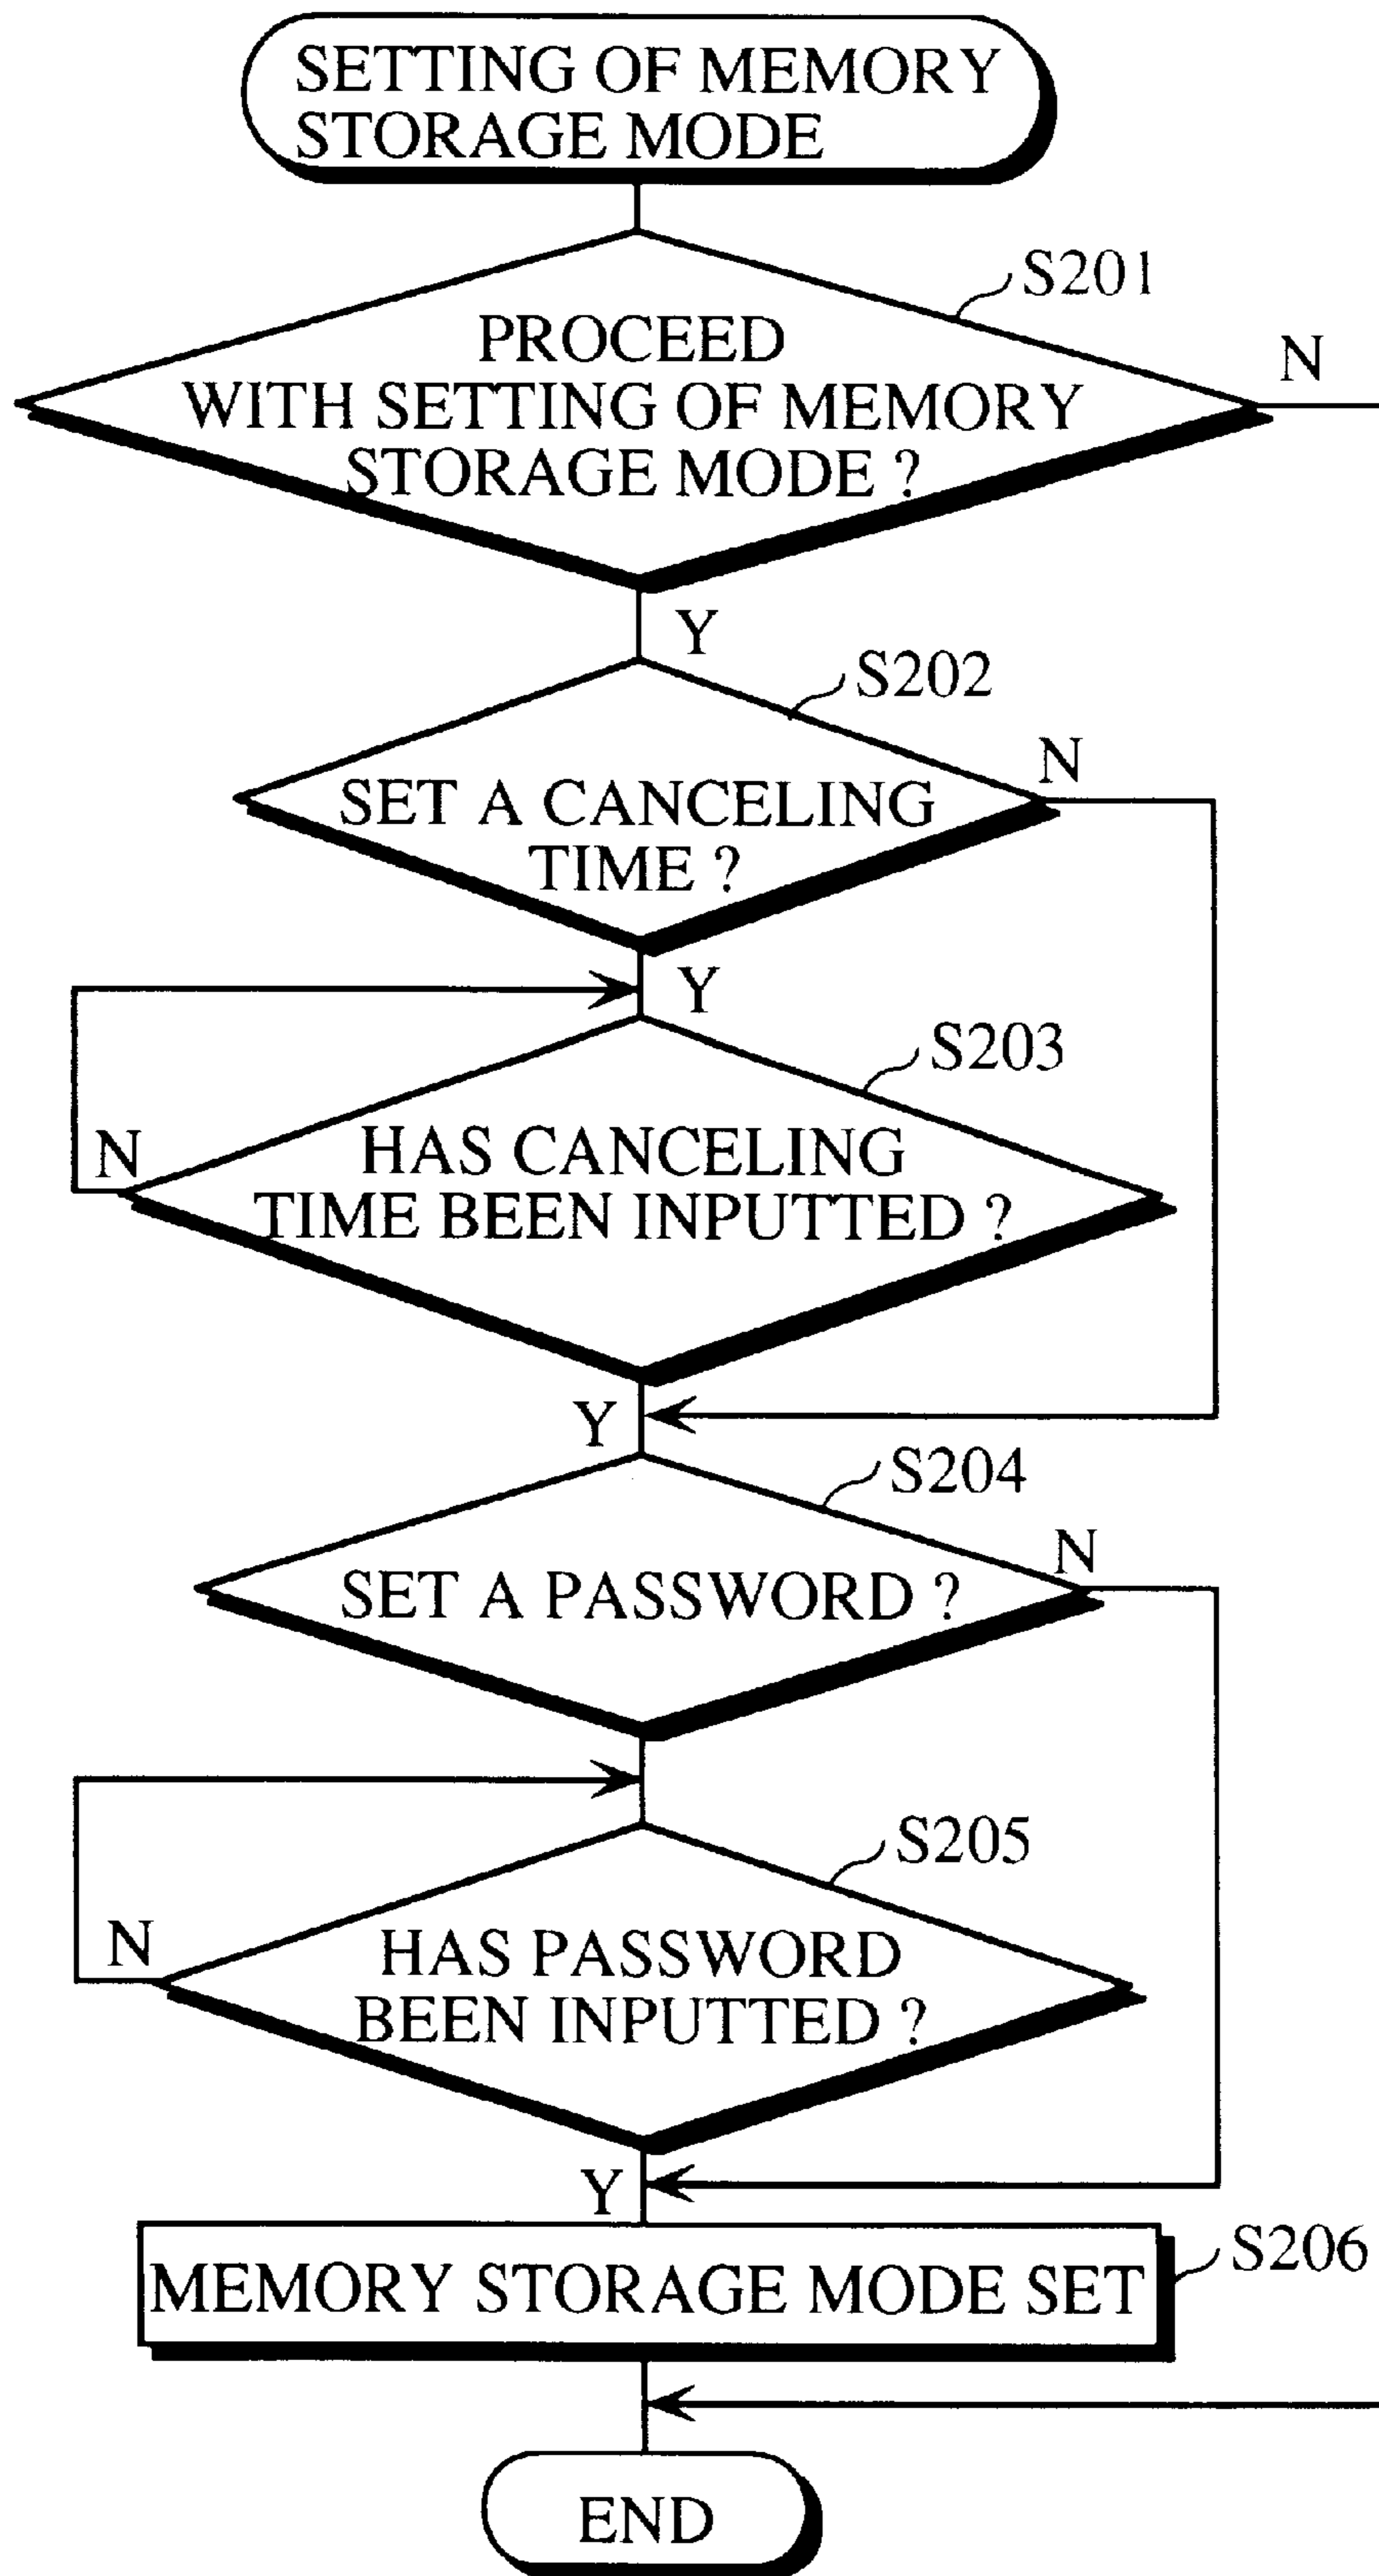 SETTING OF MEMORY
STORAGE MODE
S201
PROCEED
WITH SETTING OF MEMORY
STORAGE MODE ?
N
Y
S202
SET A CANCELING
TIME ?
N
Y
S203
HAS CANCELING
TIME BEEN INPUTTED ?
N
Y
S204
SET A PASSWORD ?
N
S205
HAS PASSWORD
BEEN INPUTTED ?
N
Y
MEMORY STORAGE MODE SET
S206
END